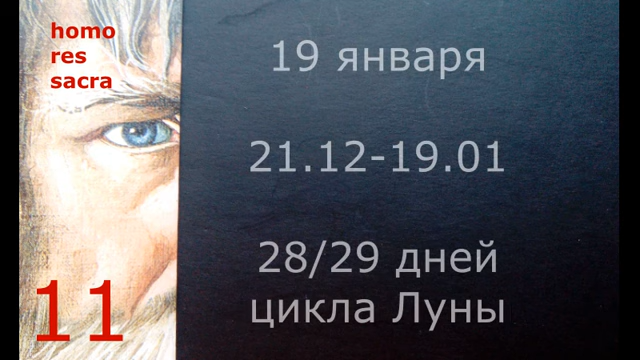 homo
res
sacra
19 января
21.12-19.01
28/29 дней
цикла Луны
11